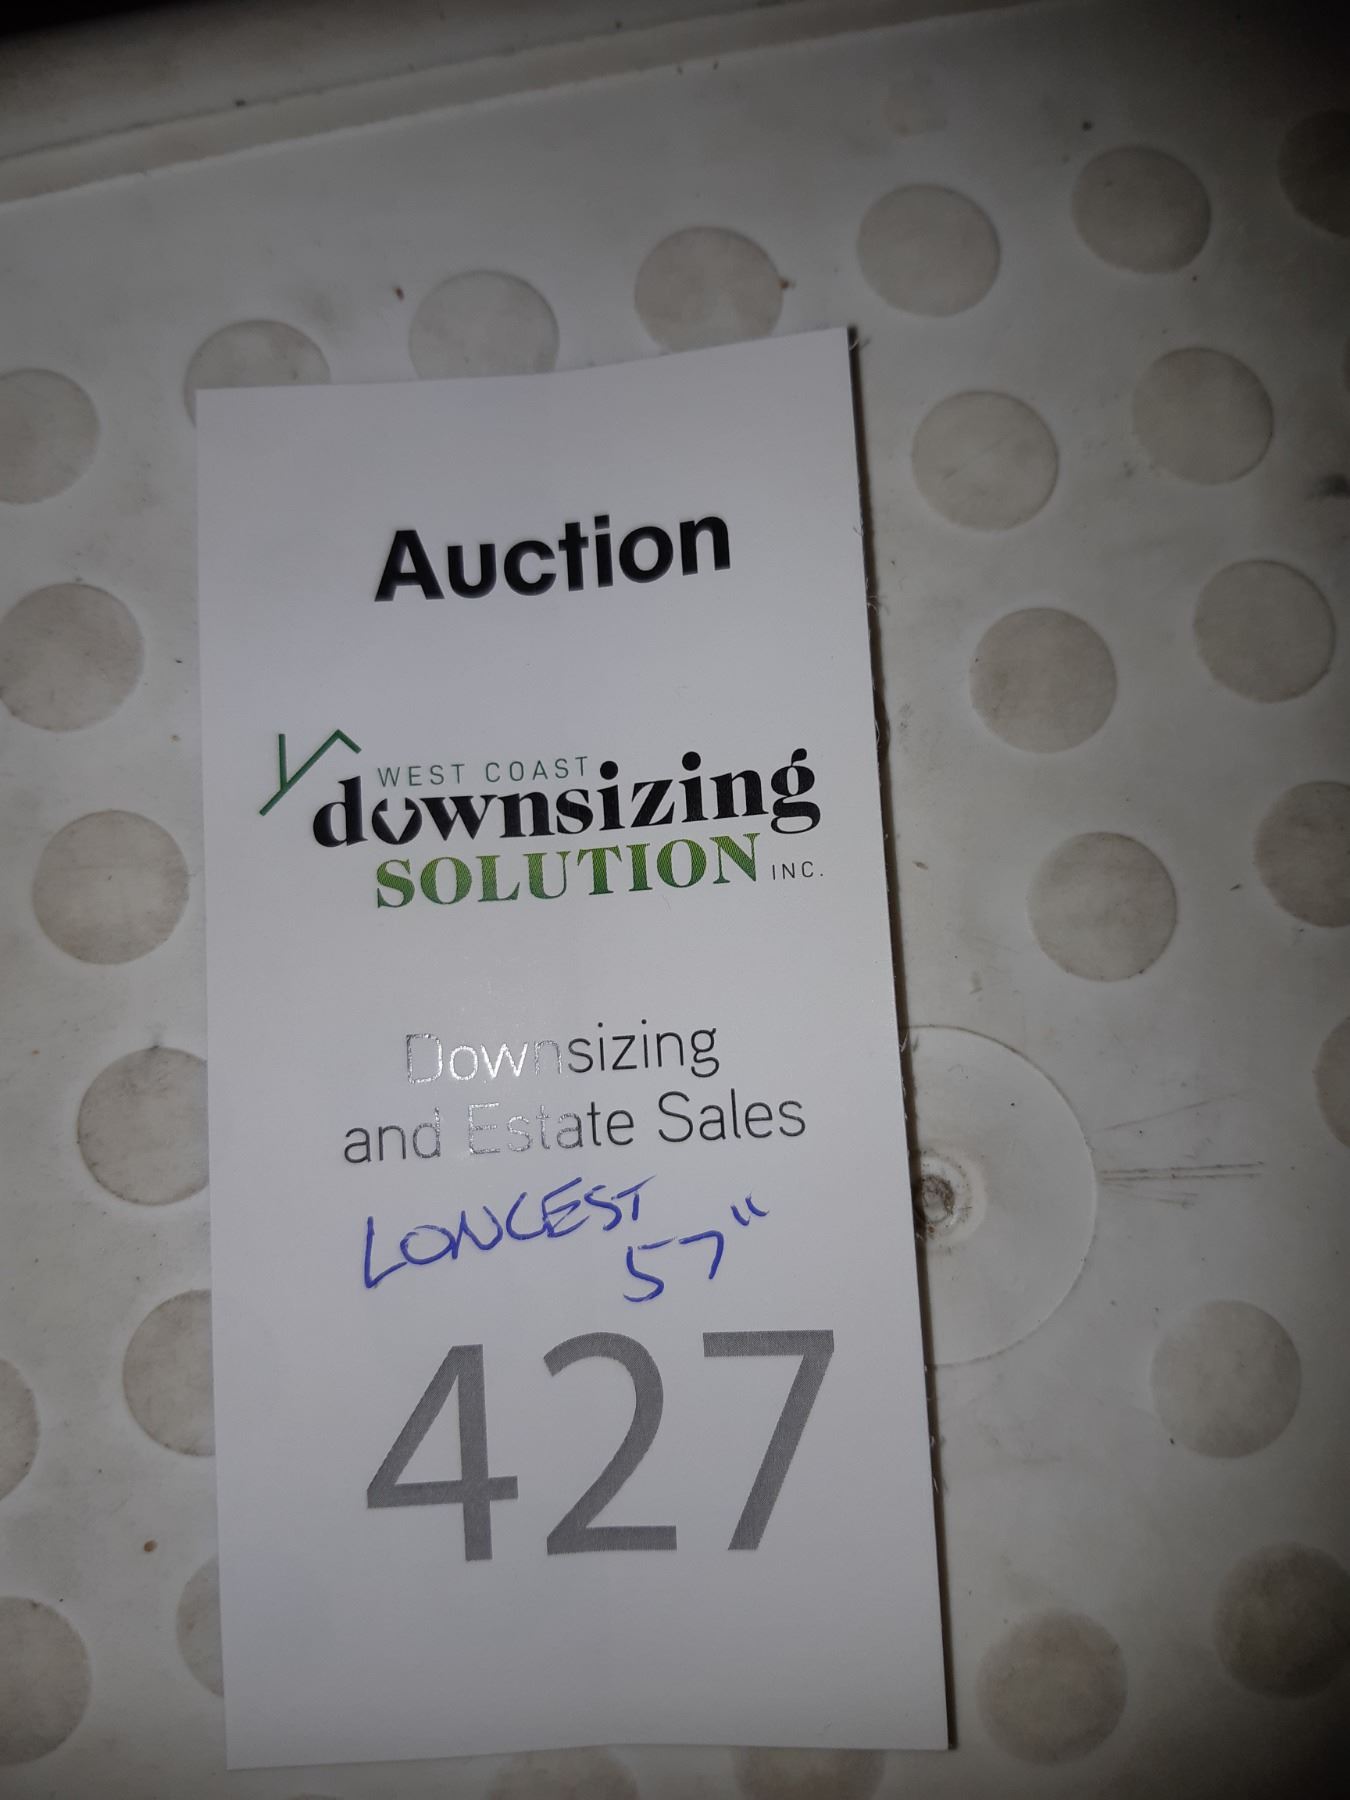 Auction
WEST COAST
downsizing
SOLUTION INC.
Downsizing
and Estate Sales
LONGEST
57"
427